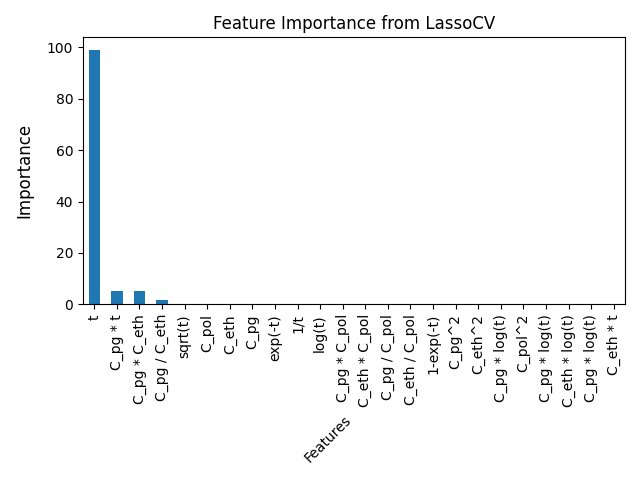 Feature Importance from LassoCV
Importance
100
80
60
40
20
0
t
C_pg * t
C_pg * C_eth
C_pg / C_eth
sqrt(t)
C_pol
C_eth
C_pg
exp(-t)
1/t
log(t)
C_pg * C_pol
C_eth * C_pol
C_pg / C_pol
C_eth / C_pol
1-exp(-t)
C_pg^2
C_eth^2
C_pg * log(t)
C_pol^2
C_pg * log(t)
C_eth * log(t)
C_pg * log(t)
C_eth * t
Features